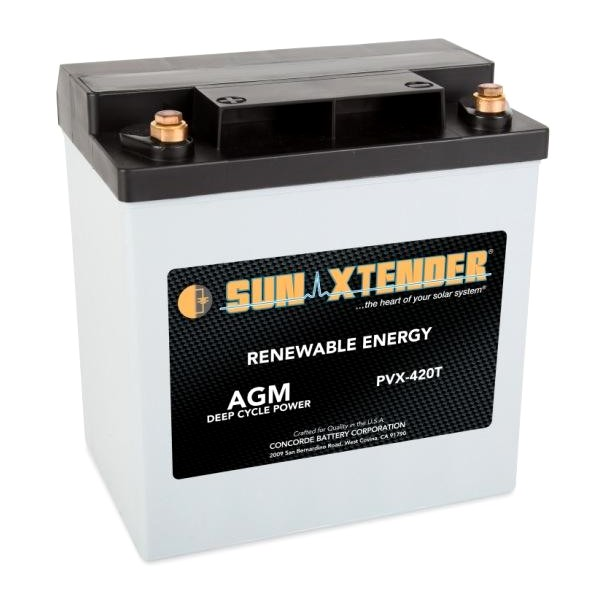 SUN XTENDER®
...the heart of your solar system®
RENEWABLE ENERGY
AGM
DEEP CYCLE POWER
PVX-420T
Crafted for Quality in the U.S.A.
CONCORDE BATTERY CORPORATION
2009 San Bernardino Road, West Covina, CA 91790